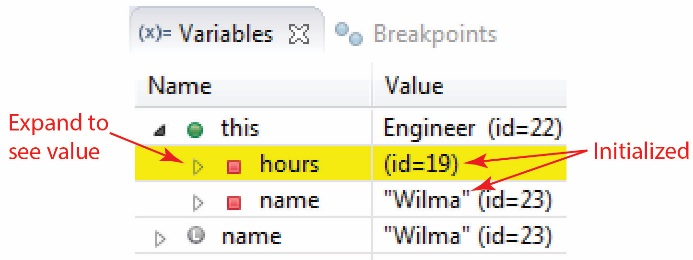 (x)= Variables Breakpoints
Name Value
this Engineer (id=22)
Expand to
see value
hours (id=19)
Initialized
name "Wilma" (id=23)
L name "Wilma" (id=23)